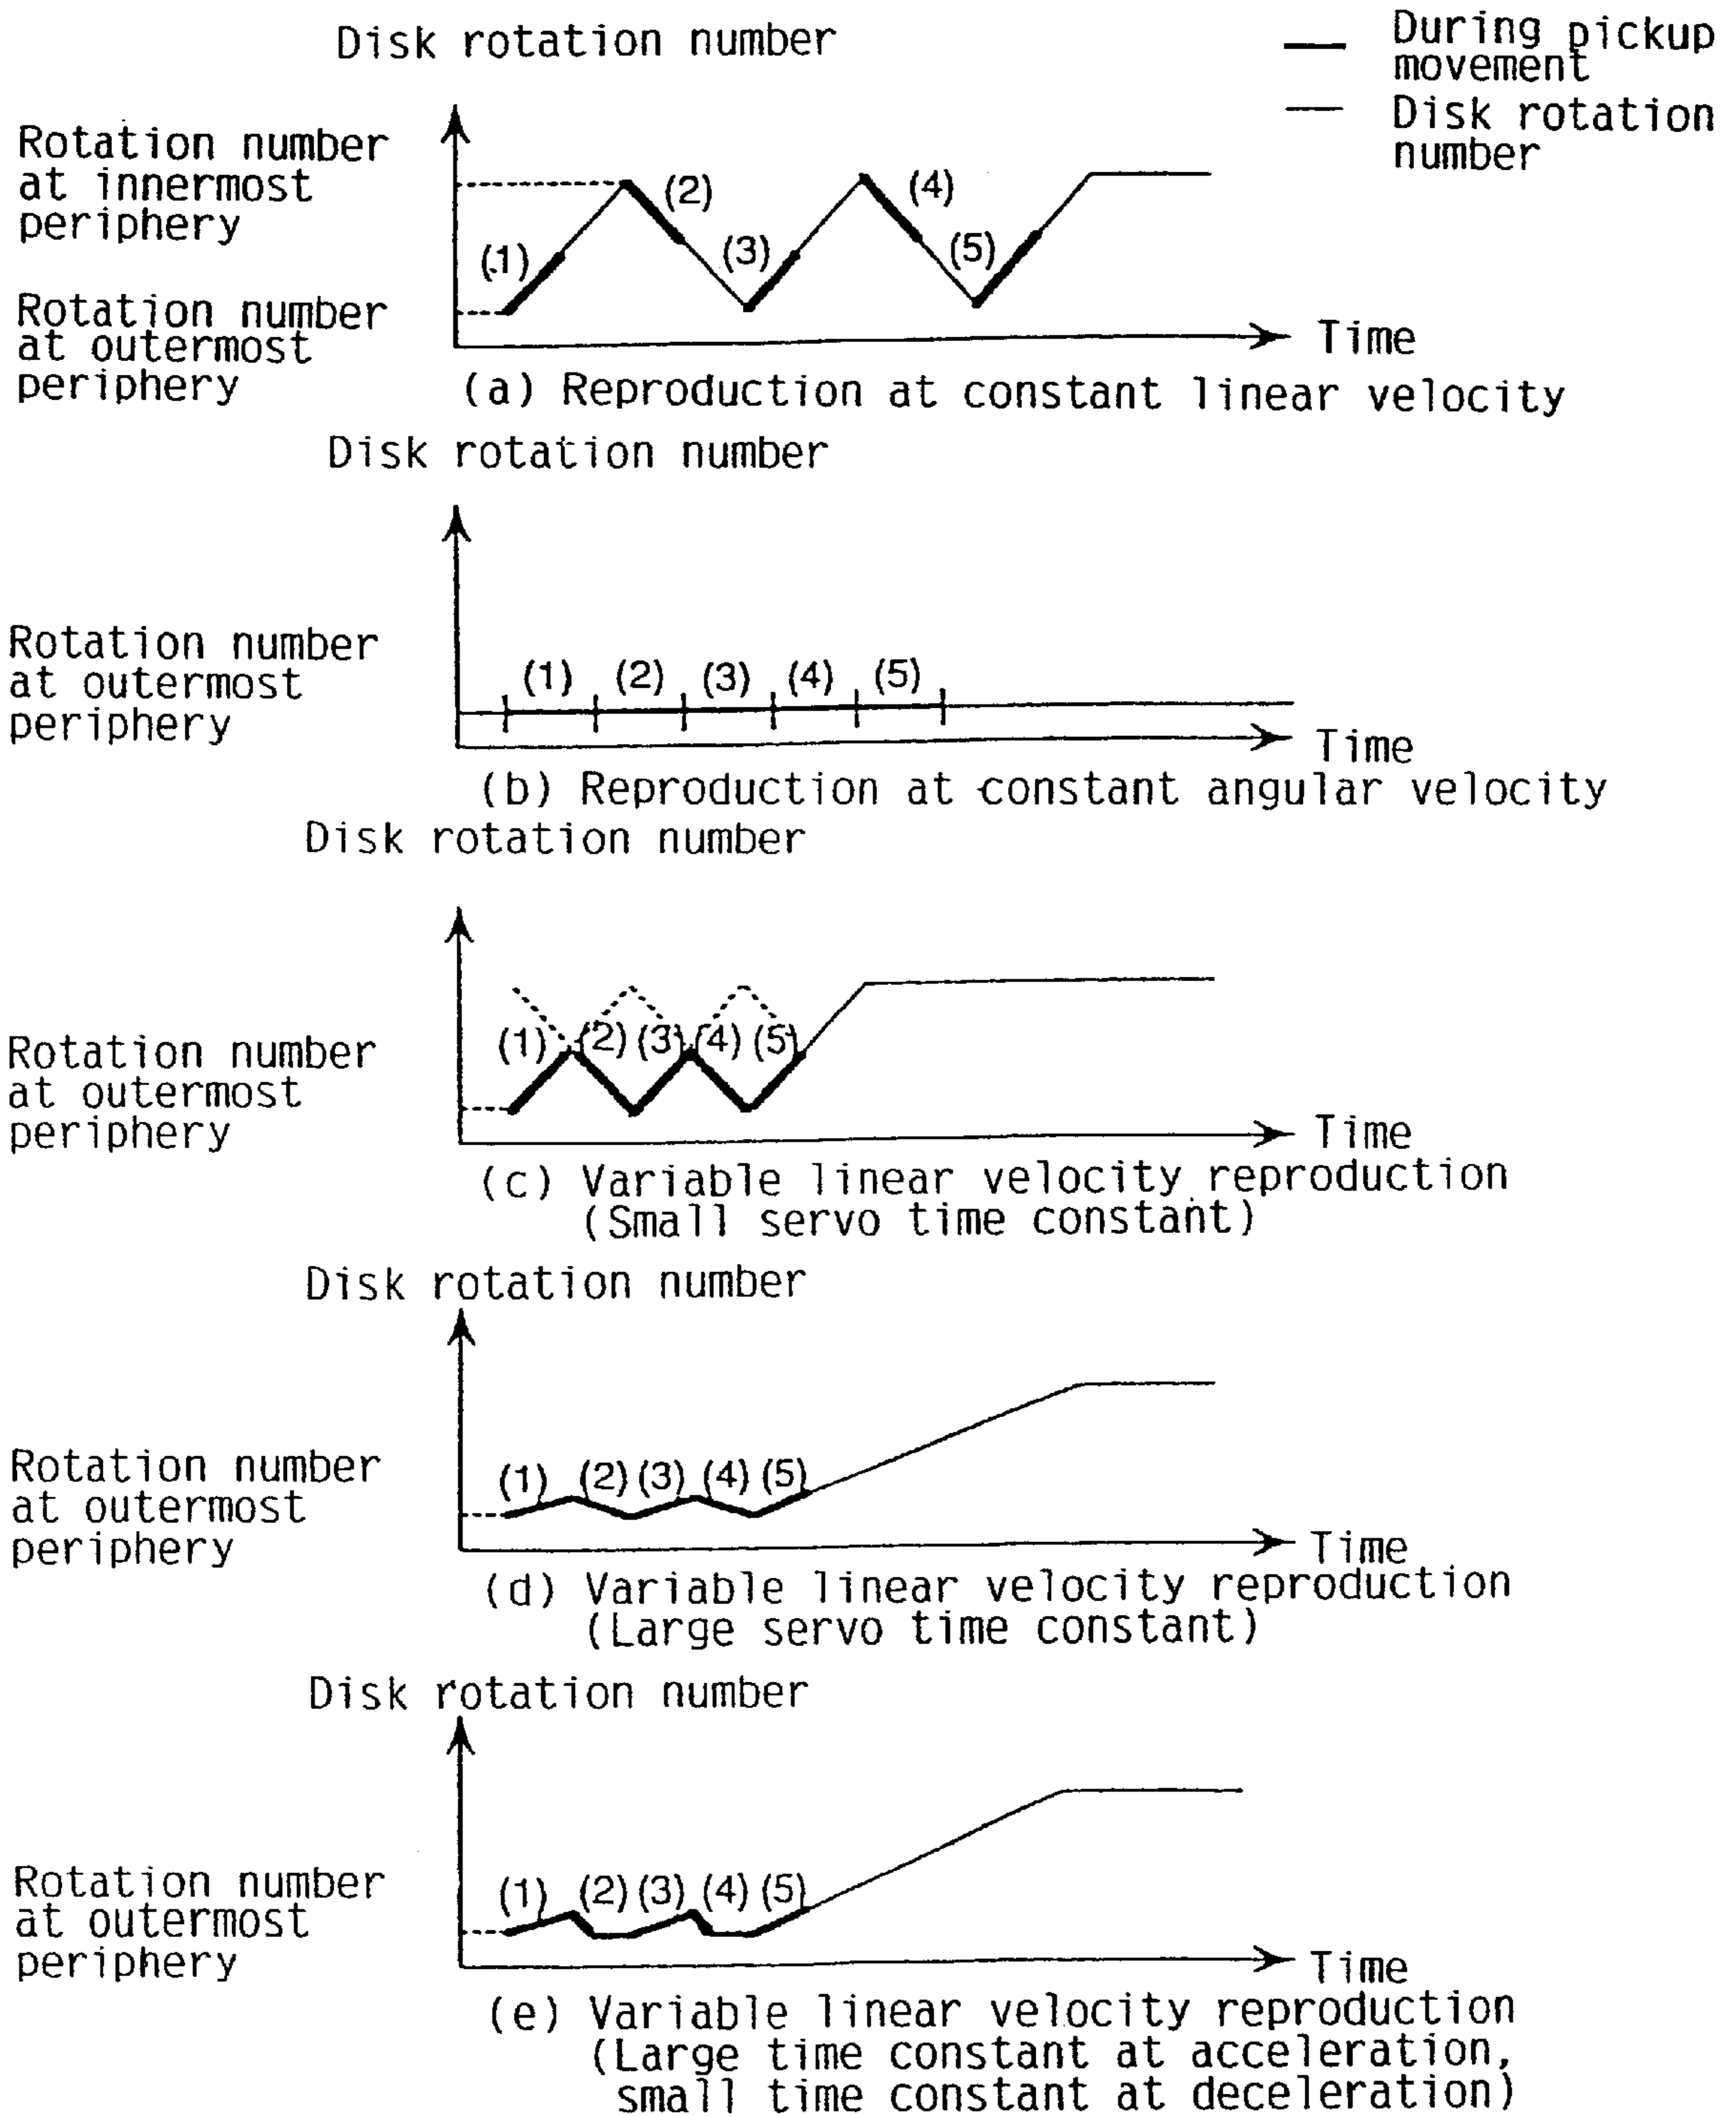 Disk rotation number
During pickup
movement
Disk rotation
number
Rotation number
at innermost
periphery
(1)
(2)
(3)
(4)
(5)
Rotation number
at outermost
periphery
Time
(a) Reproduction at constant linear velocity
Disk rotation number
Rotation number
at outermost
periphery
(1) (2) (3) (4) (5)
Time
(b) Reproduction at constant angular velocity
Disk rotation number
Rotation number
at outermost
periphery
(1) (2) (3) (4) (5)
Time
(c) Variable linear velocity reproduction
(Small servo time constant)
Disk rotation number
Rotation number
at outermost
periphery
(1) (2) (3) (4) (5)
Time
(d) Variable linear velocity reproduction
(Large servo time constant)
Disk rotation number
Rotation number
at outermost
periphery
(1) (2) (3) (4) (5)
Time
(e) Variable linear velocity reproduction
(Large time constant at acceleration,
small time constant at deceleration)